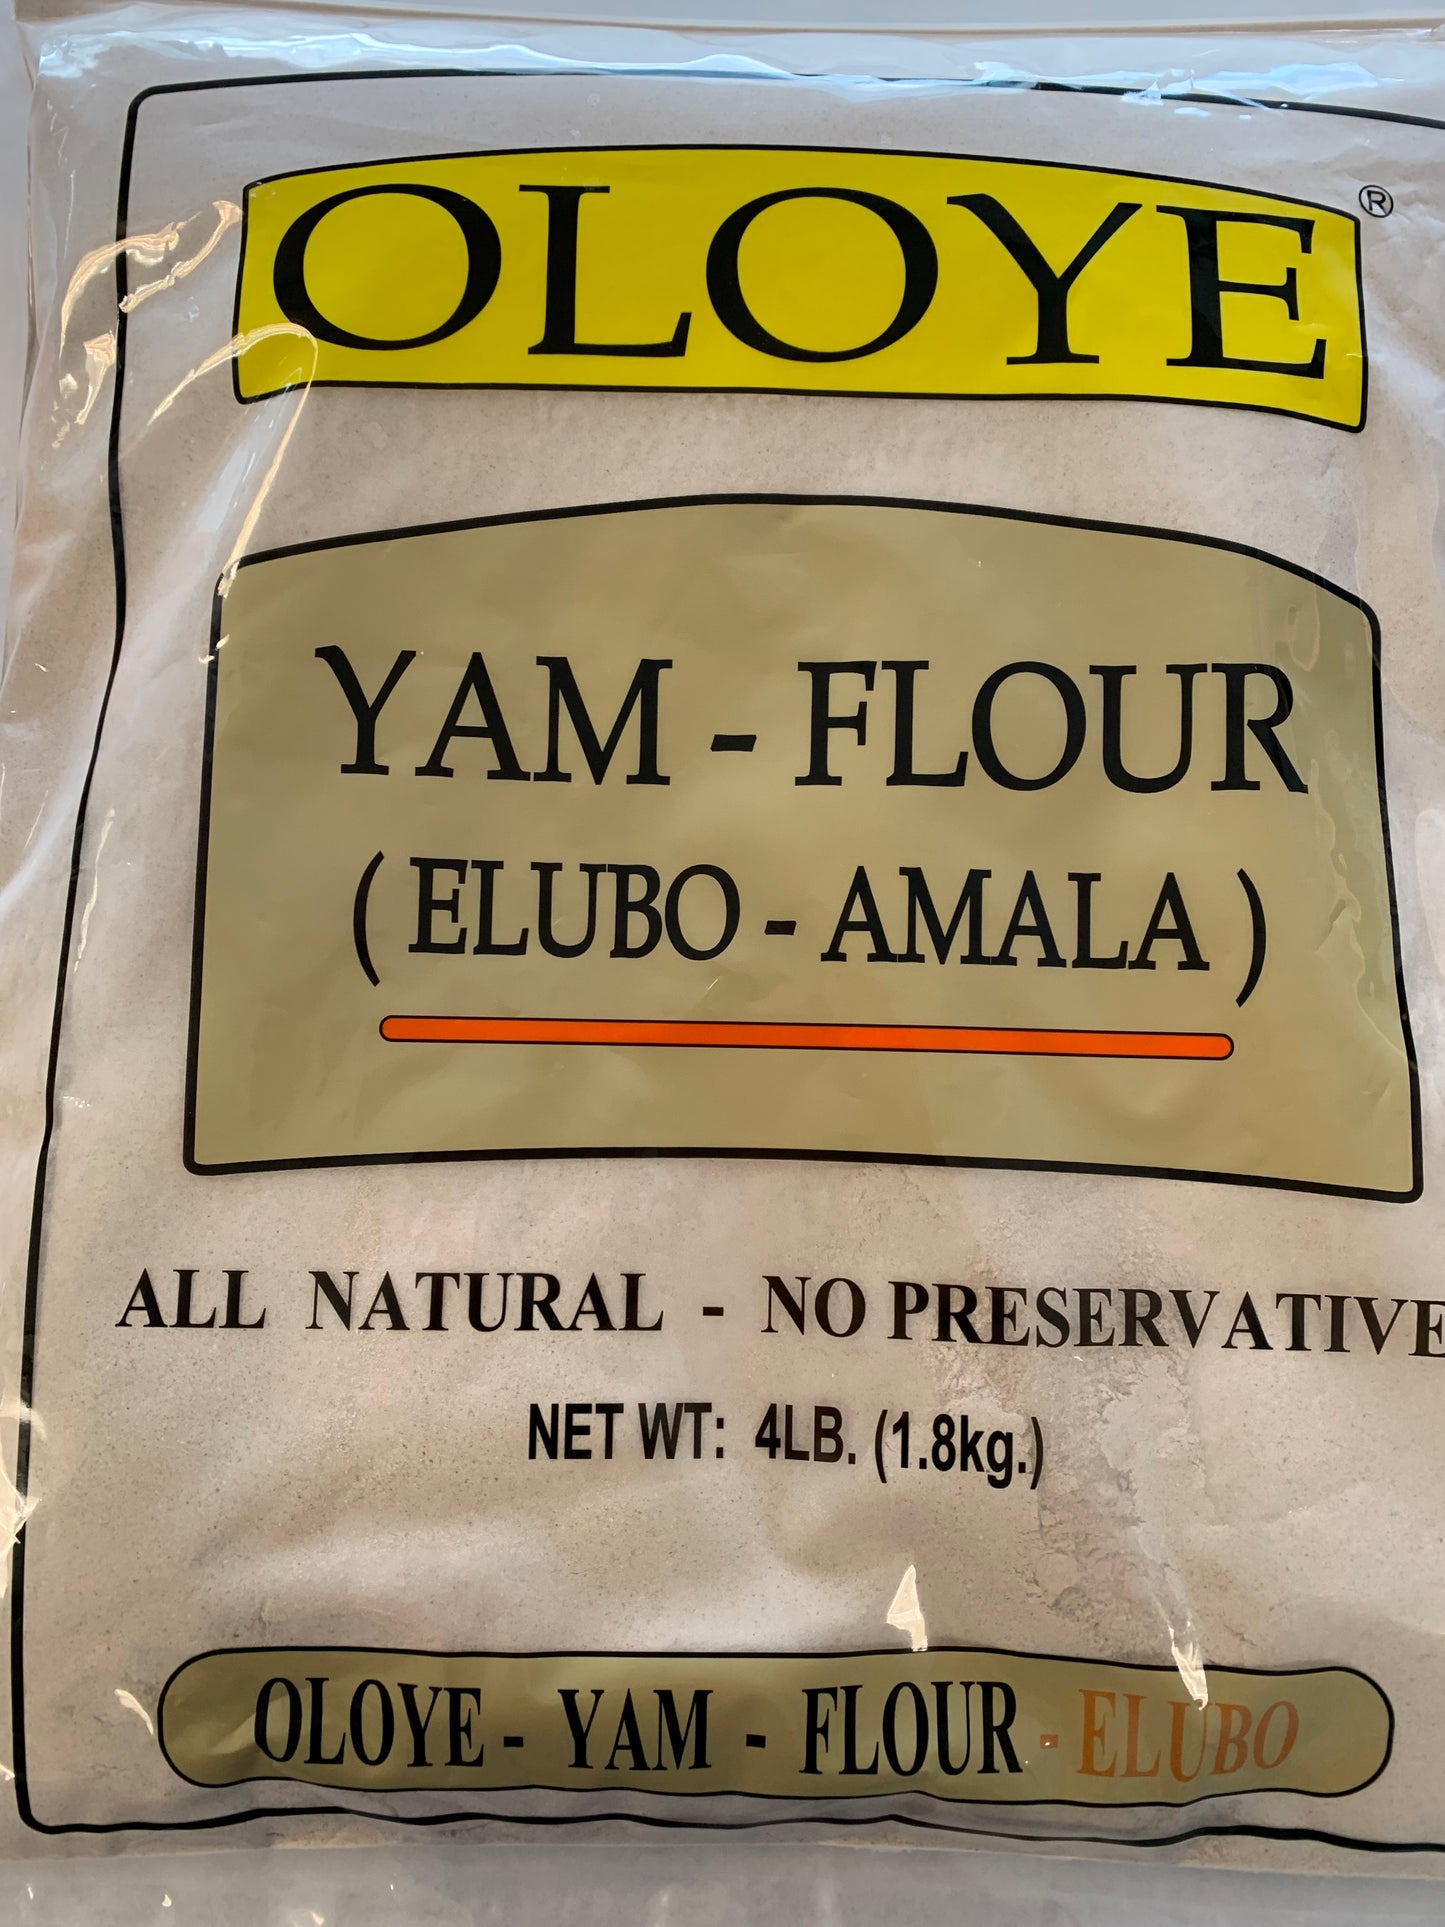 OLOYE ®
YAM - FLOUR
( ELUBO - AMALA )
ALL NATURAL - NO PRESERVATIVE
NET WT: 4LB. (1.8kg.)
OLOYE - YAM - FLOUR - ELUBO